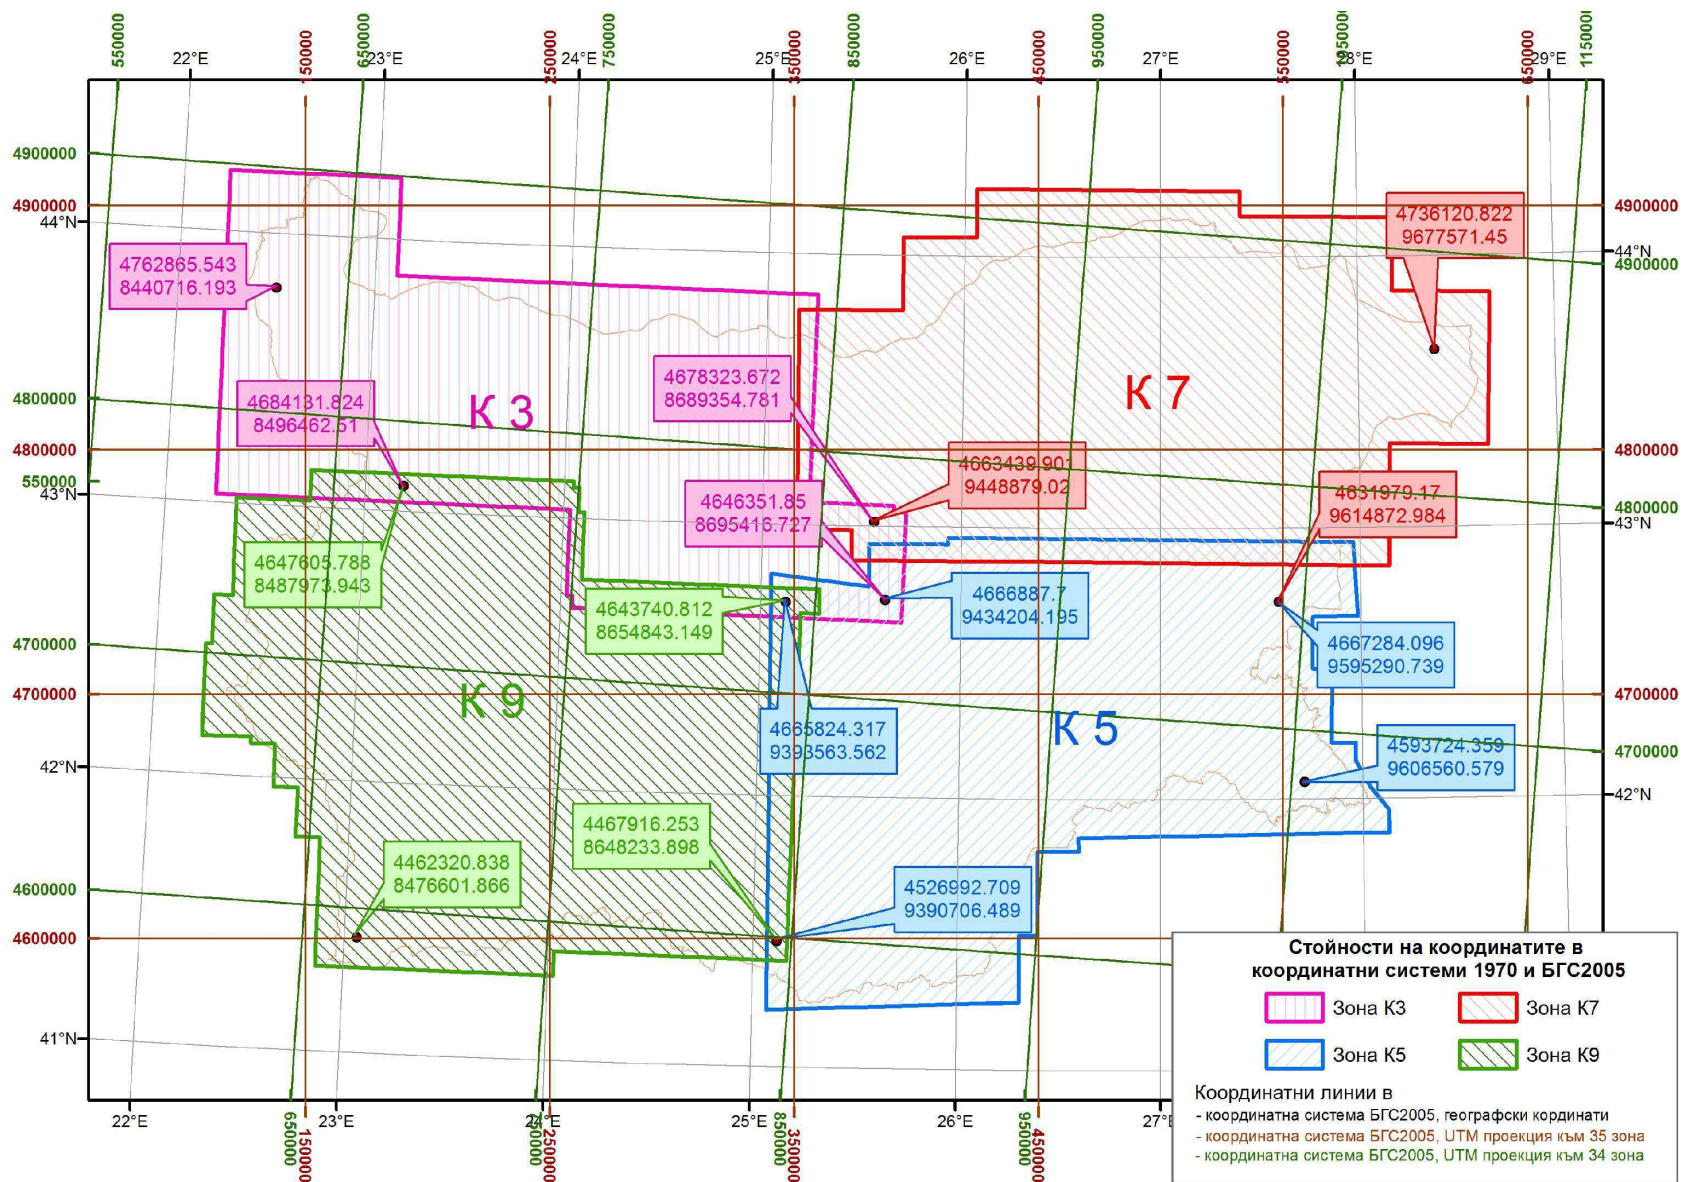 550000
650000
750000
850000
950000
1150000
150000
250000
350000
450000
550000
650000
22°E
23°E
24°E
26°E
27°E
28°E
29°E
4900000
4900000
44°N
4800000
4800000
550000
43°N
4700000
4700000
42°N
4600000
4600000
41°N
4900000
44°N
4900000
4800000
4800000
43°N
4700000
4700000
42°N
4762865.543
8440716.193
4684131.824
8496462.51
К 3
4678323.672
8689354.781
4646351.85
8695416.727
К 7
4736120.822
9677571.45
4663439.901
9448879.02
4631979.17
9614872.984
4647605.788
8487973.943
4643740.812
8654843.149
4666887.7
9434204.195
4667284.096
9595290.739
К 9
4665824.317
9393563.562
К 5
4593724.359
9606560.579
4467916.253
8648233.898
4462320.838
8476601.866
4526992.709
9390706.489
22°E
23°E
24°E
25°E
26°E
650000
150000
250000
850000
350000
950000
450000
Стойности на координатите в
координатни системи 1970 и БГС2005
Зона К3
Зона К7
Зона К5
Зона К9
Координатни линии в
- координатна система БГС2005, географски кординати
- координатна система БГС2005, UTM проекция към 35 зона
- координатна система БГС2005, UTM проекция към 34 зона